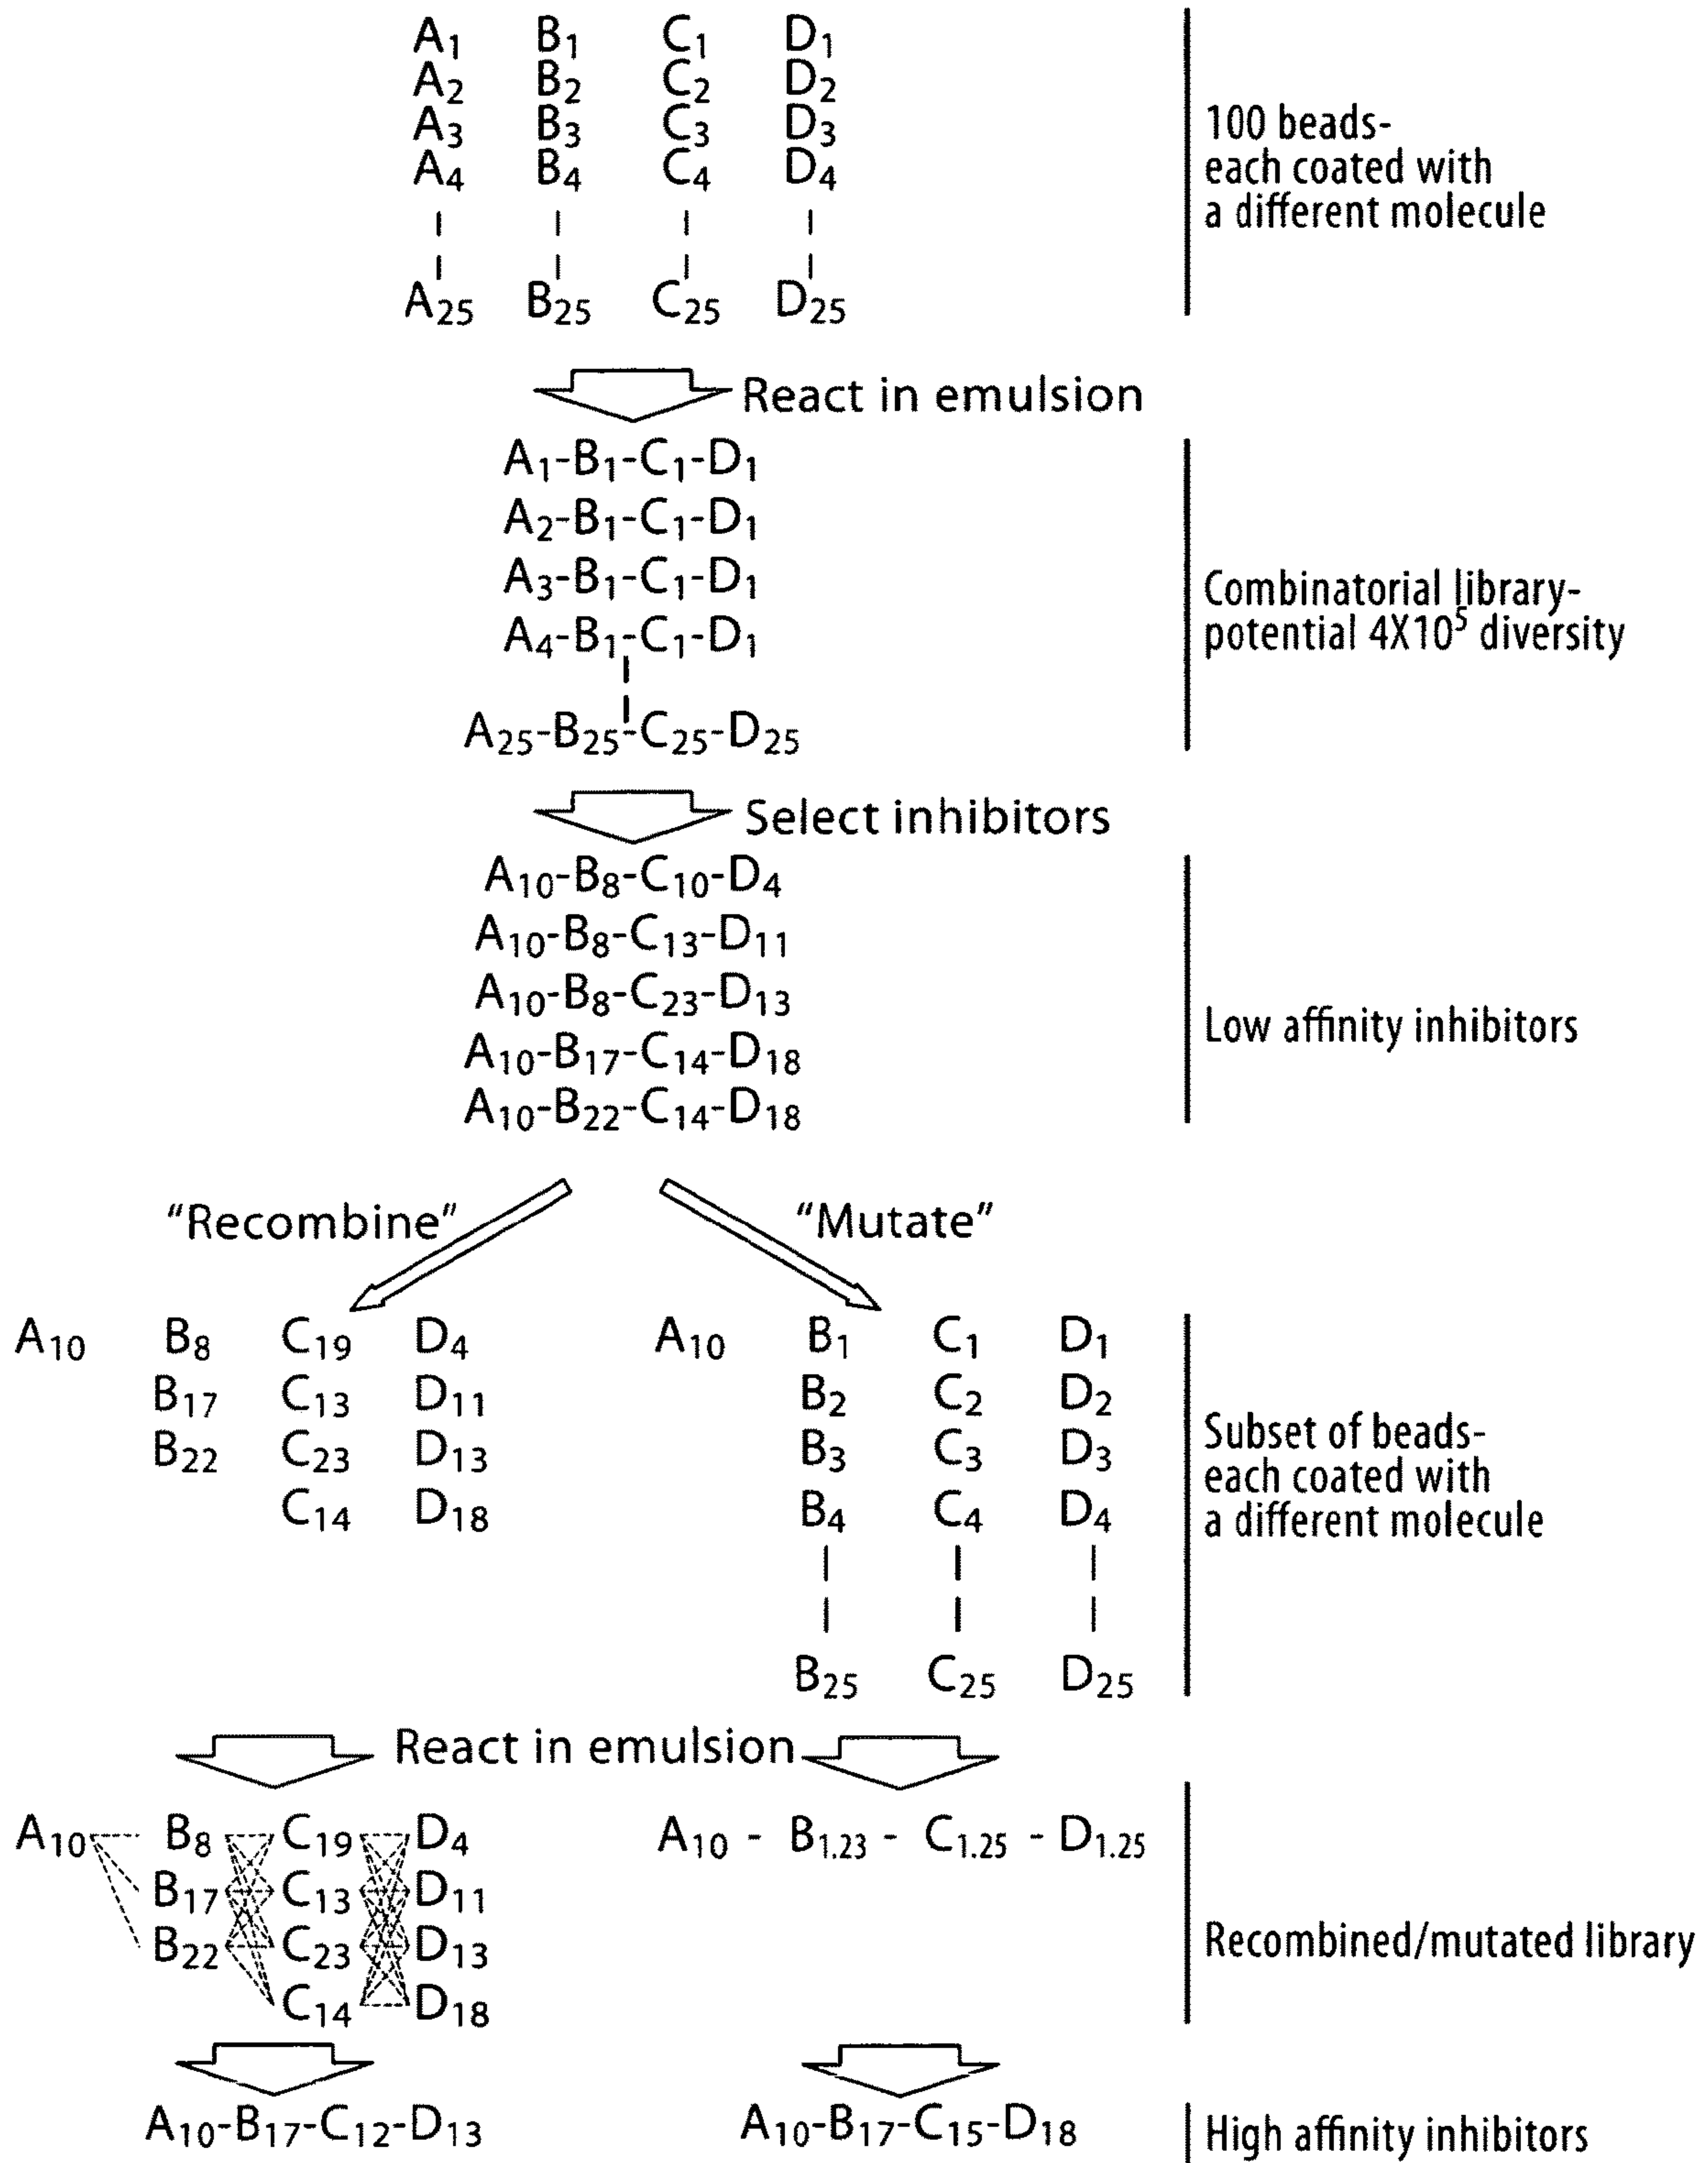 A₁ B₁ C₁ D₁
A₂ B₂ C₂ D₂
A₃ B₃ C₃ D₃
A₄ B₄ C₄ D₄
A₂₅ B₂₅ C₂₅ D₂₅
100 beads-
each coated with
a different molecule
React in emulsion
A₁-B₁-C₁-D₁
A₂-B₁-C₁-D₁
A₃-B₁-C₁-D₁
A₄-B₁-C₁-D₁
A₂₅-B₂₅-C₂₅-D₂₅
Combinatorial library-
potential 4X10⁵ diversity
Select inhibitors
A₁₀-B₈-C₁₀-D₄
A₁₀-B₈-C₁₃-D₁₁
A₁₀-B₈-C₂₃-D₁₃
A₁₀-B₁₇-C₁₄-D₁₈
A₁₀-B₂₂-C₁₄-D₁₈
Low affinity inhibitors
“Recombine”
“Mutate”
A₁₀ B₈ C₁₉ D₄
B₁₇ C₁₃ D₁₁
B₂₂ C₂₃ D₁₃
C₁₄ D₁₈
A₁₀ B₁ C₁ D₁
B₂ C₂ D₂
B₃ C₃ D₃
B₄ C₄ D₄
B₂₅ C₂₅ D₂₅
Subset of beads-
each coated with
a different molecule
React in emulsion
A₁₀ B₈ C₁₉ D₄
B₁₇ C₁₃ D₁₁
B₂₂ C₂₃ D₁₃
C₁₄ D₁₈
A₁₀ - B₁.₂₃ - C₁.₂₅ - D₁.₂₅
Recombined/mutated library
A₁₀-B₁₇-C₁₂-D₁₃
A₁₀-B₁₇-C₁₅-D₁₈
High affinity inhibitors